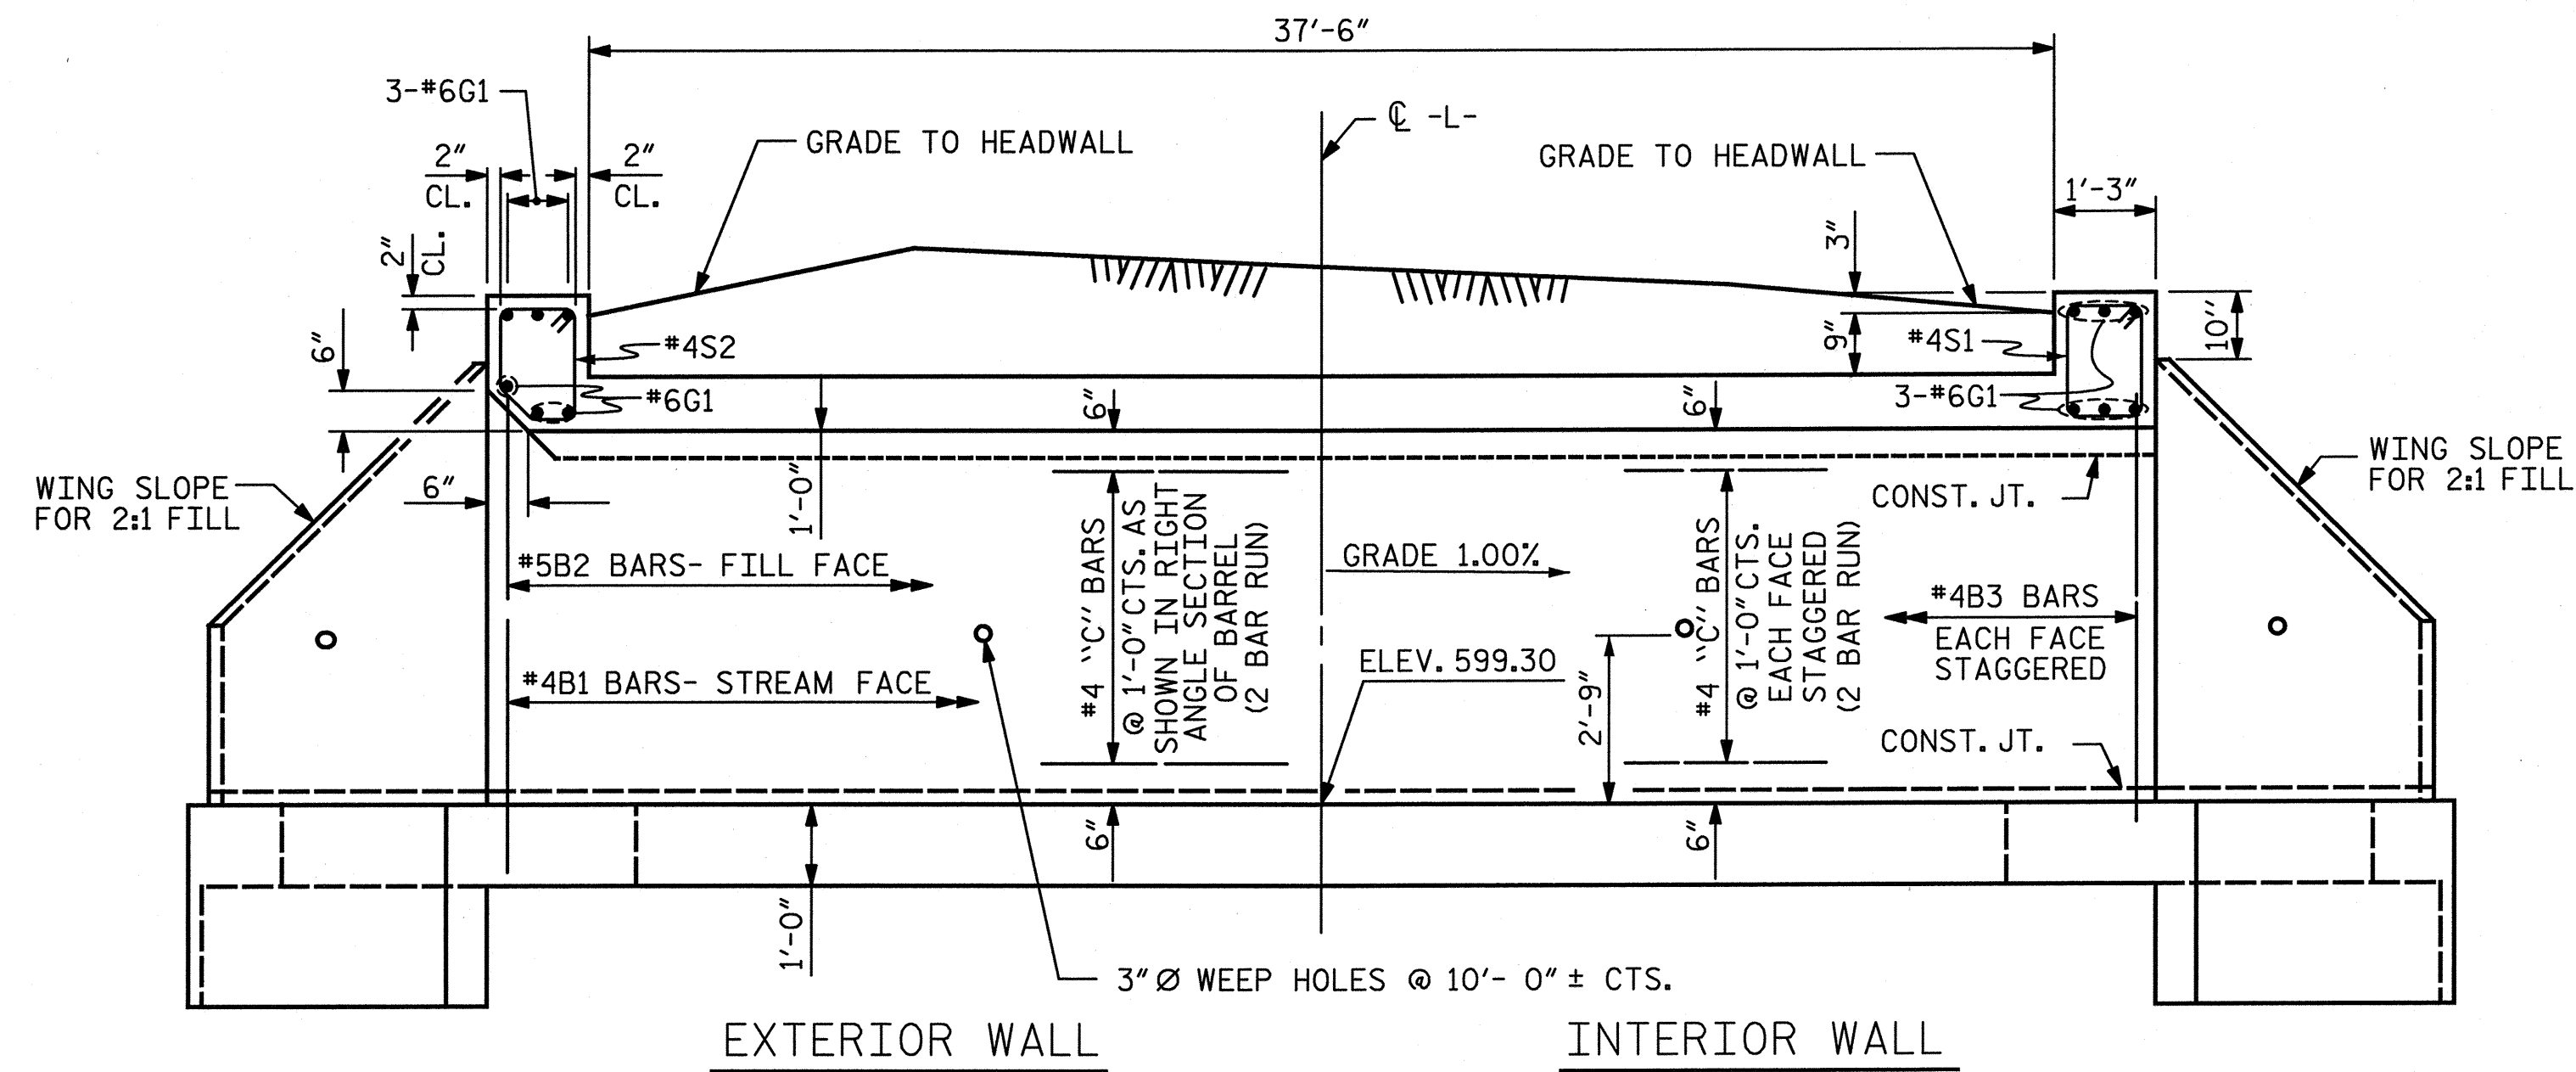 37'-6"
3-#6G1
℄ -L-
GRADE TO HEADWALL
GRADE TO HEADWALL
2"
CL.
2"
CL.
1'-3"
2"
CL.
3"
6"
#4S2
9"
#4S1
10"
#6G1
6"
6"
3-#6G1
WING SLOPE
FOR 2:1 FILL
6"
1'-0"
WING SLOPE
FOR 2:1 FILL
CONST. JT.
#5B2 BARS- FILL FACE
#4 "C" BARS
@ 1'-0" CTS. AS
SHOWN IN RIGHT
ANGLE SECTION
OF BARREL
(2 BAR RUN)
GRADE 1.00%
#4 "C" BARS
@ 1'-0" CTS.
EACH FACE
STAGGERED
(2 BAR RUN)
#4B3 BARS
EACH FACE
STAGGERED
#4B1 BARS- STREAM FACE
ELEV. 599.30
2'-9"
CONST. JT.
6"
6"
1'-0"
3" Ø WEEP HOLES @ 10'- 0" ± CTS.
EXTERIOR WALL
INTERIOR WALL